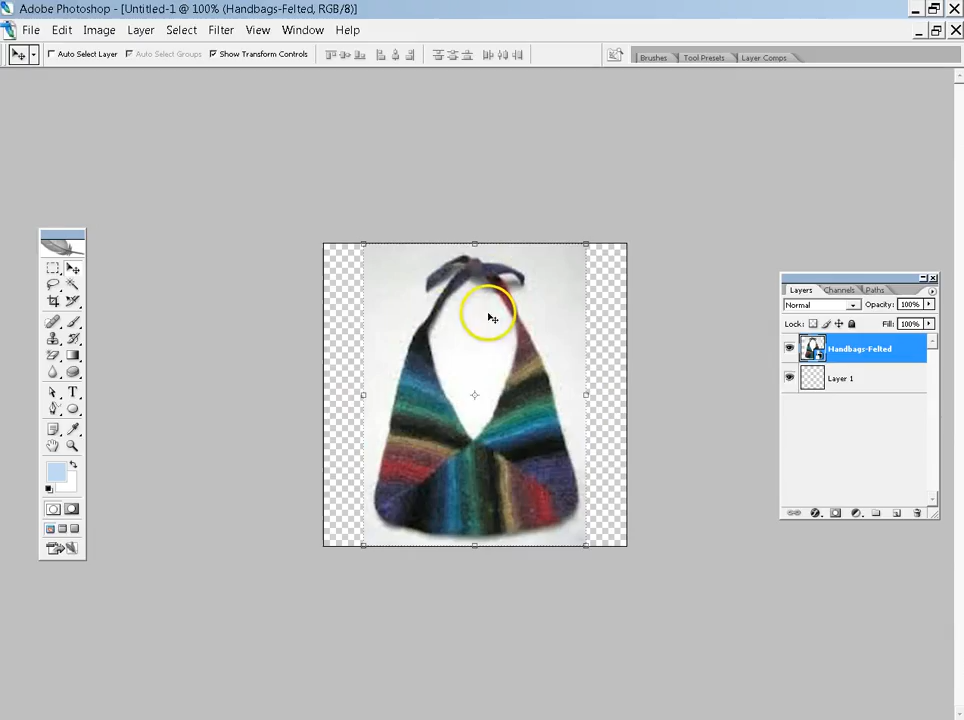 Adobe Photoshop - [Untitled-1 @ 100% (Handbags-Felted, RGB/8)]
File Edit Image Layer Select Filter View Window Help
Auto Select Layer Auto Select Groups Show Transform Controls
Brushes Tool Presets Layer Comps
Layers Channels Paths
Normal Opacity: 100%
Lock: Fill: 100%
Handbags-Felted
Layer 1
T